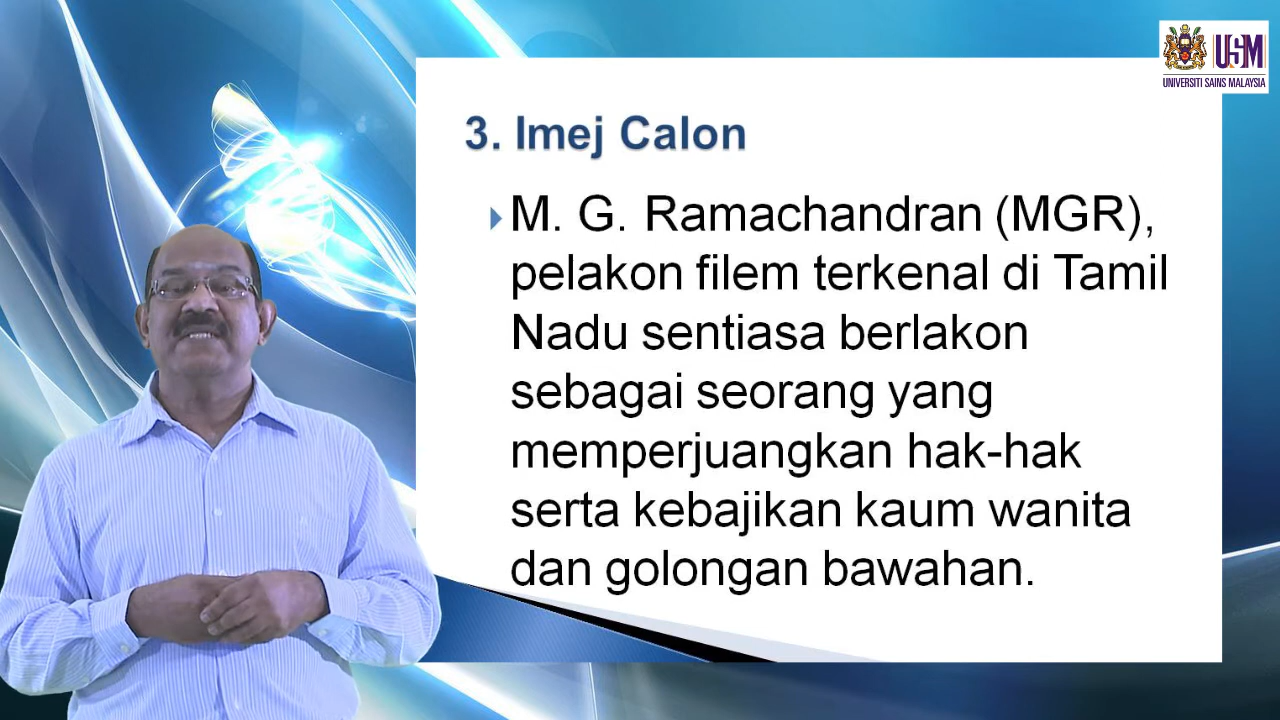 USM
UNIVERSITI SAINS MALAYSIA
3. Imej Calon
M. G. Ramachandran (MGR),
pelakon filem terkenal di Tamil
Nadu sentiasa berlakon
sebagai seorang yang
memperjuangkan hak-hak
serta kebajikan kaum wanita
dan golongan bawahan.